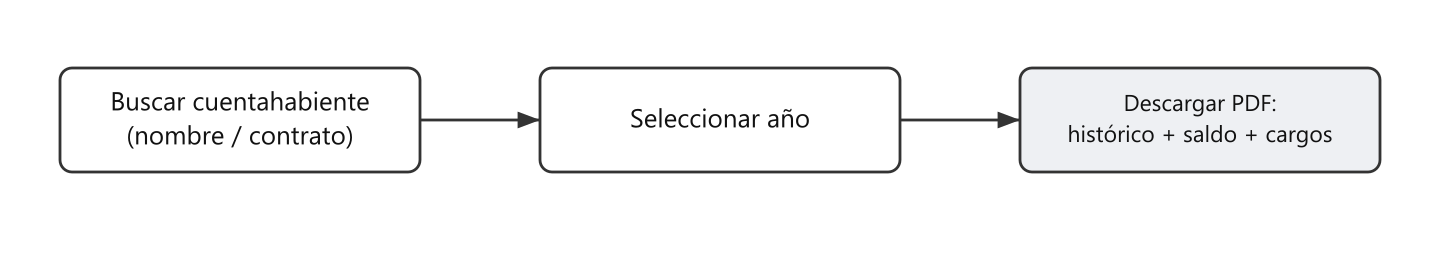 Buscar cuentahabiente
(nombre / contrato)
Seleccionar año
Descargar PDF:
histórico + saldo + cargos